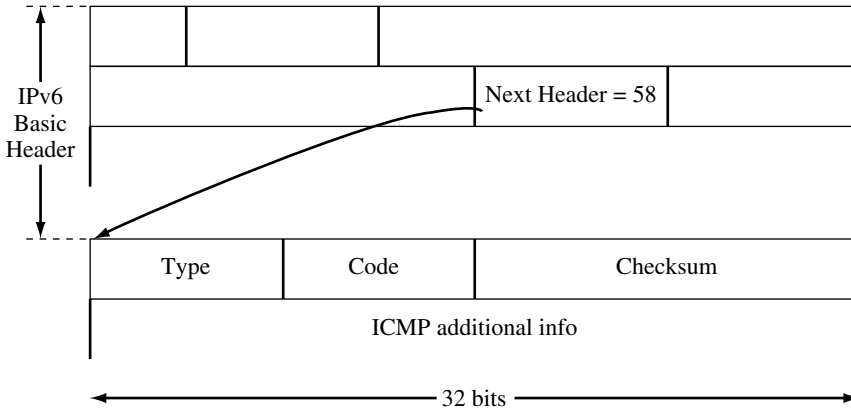 IPv6
Basic
Header
Next Header = 58
Type
Code
Checksum
ICMP additional info
32 bits